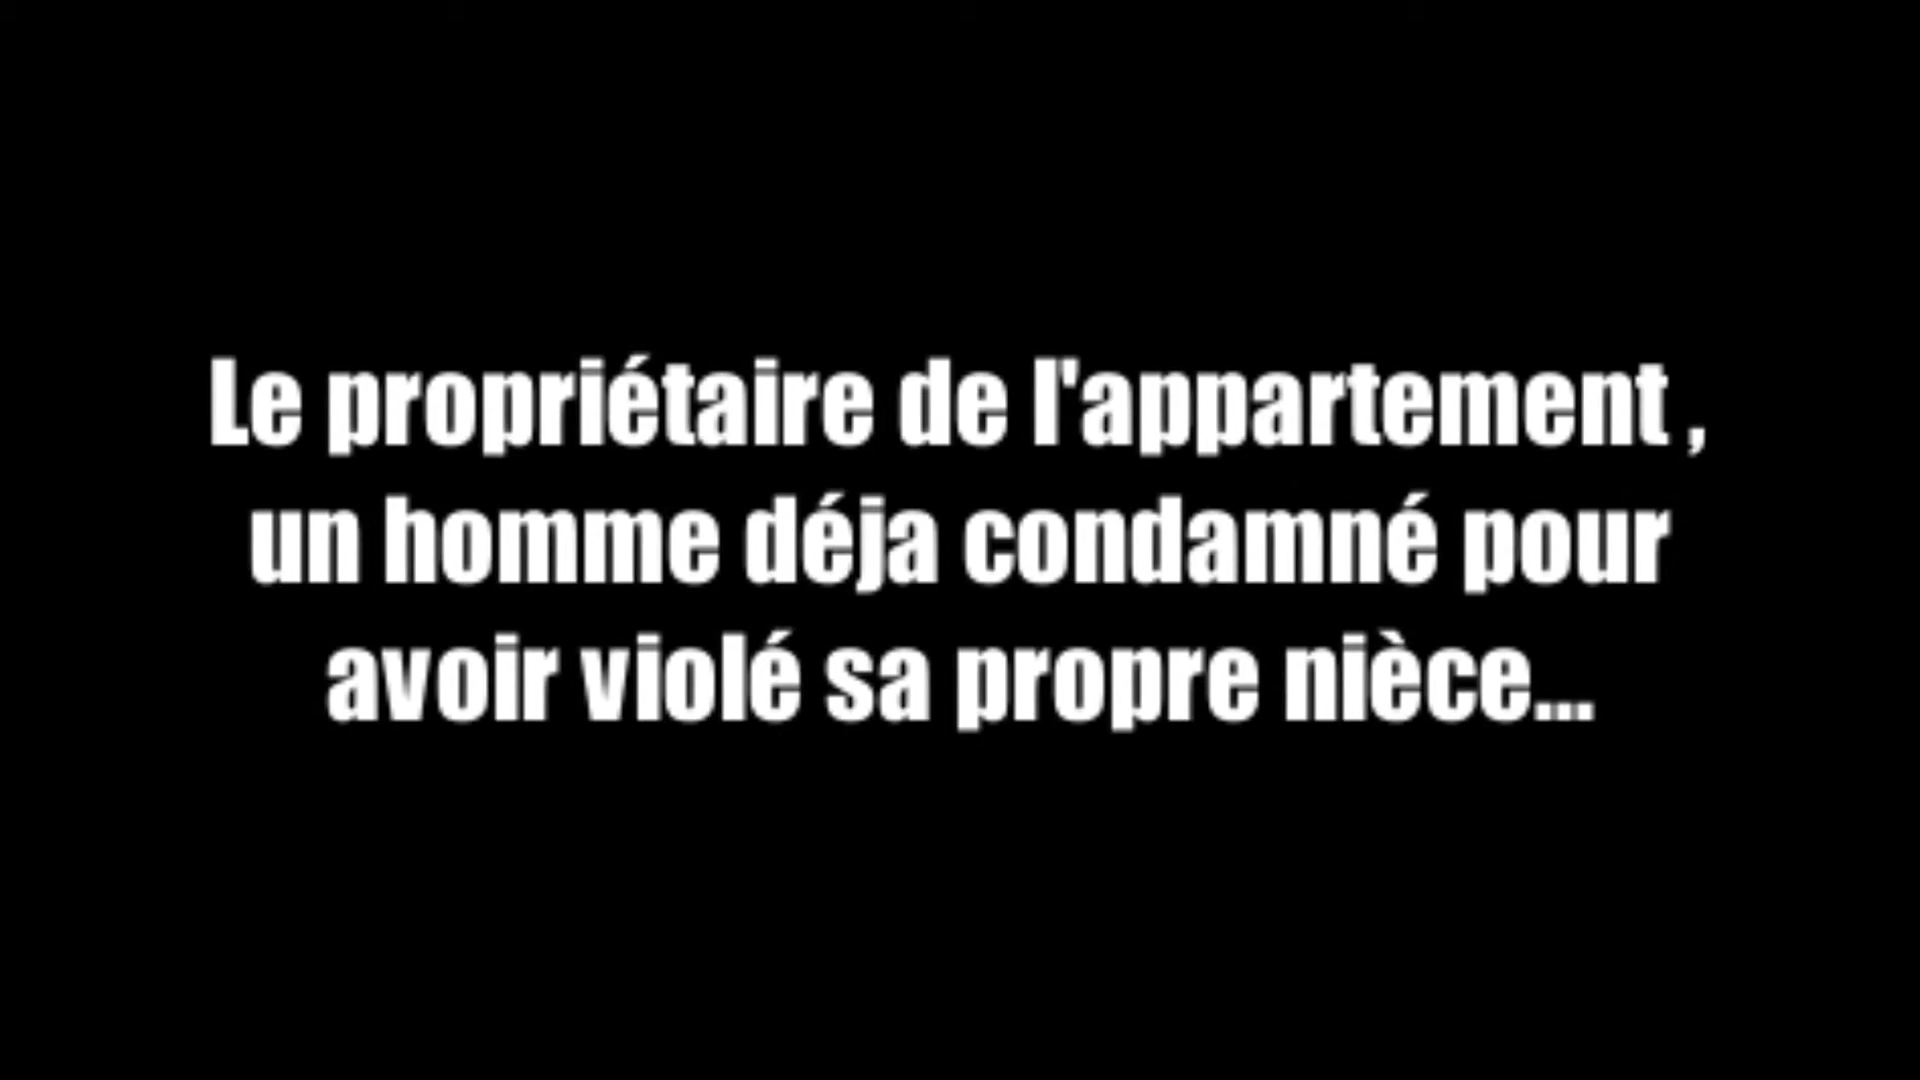 Le propriétaire de l'appartement ,
un homme déja condamné pour
avoir violé sa propre nièce...